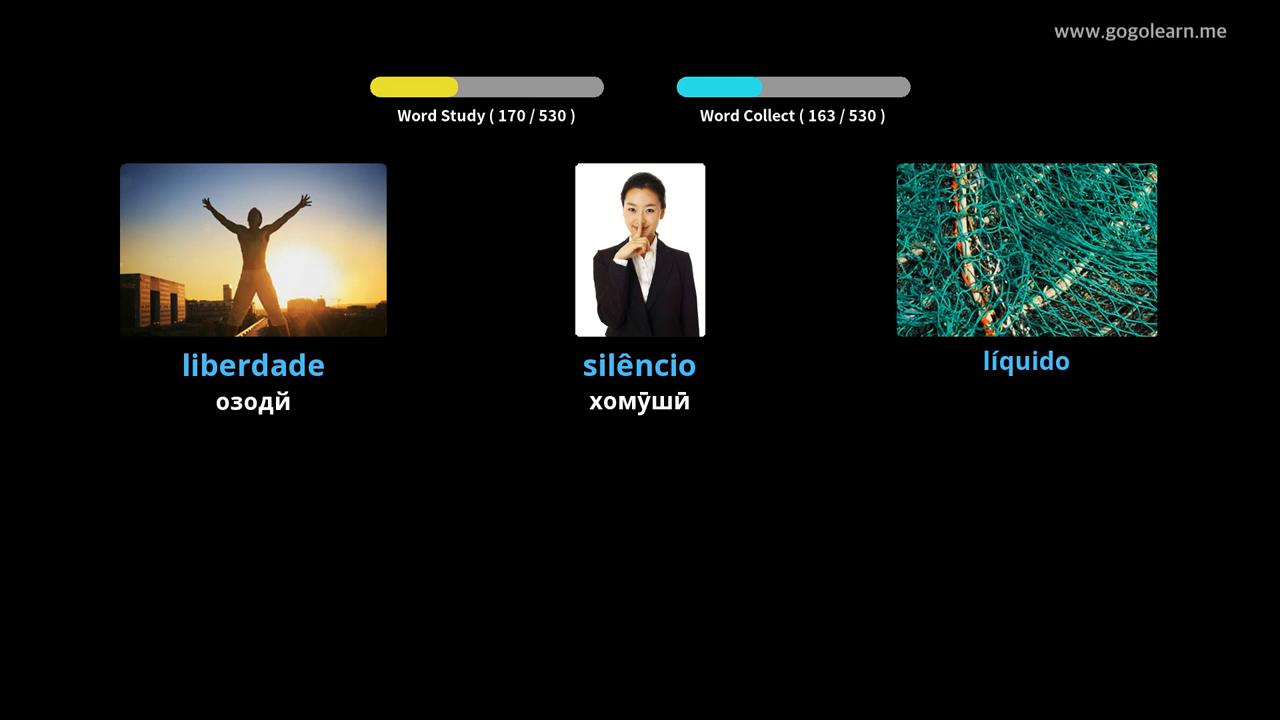 www.gogolearn.me
Word Study ( 170 / 530 )
Word Collect ( 163 / 530 )
liberdade
озодӣ
silêncio
хомӯшӣ
líquido